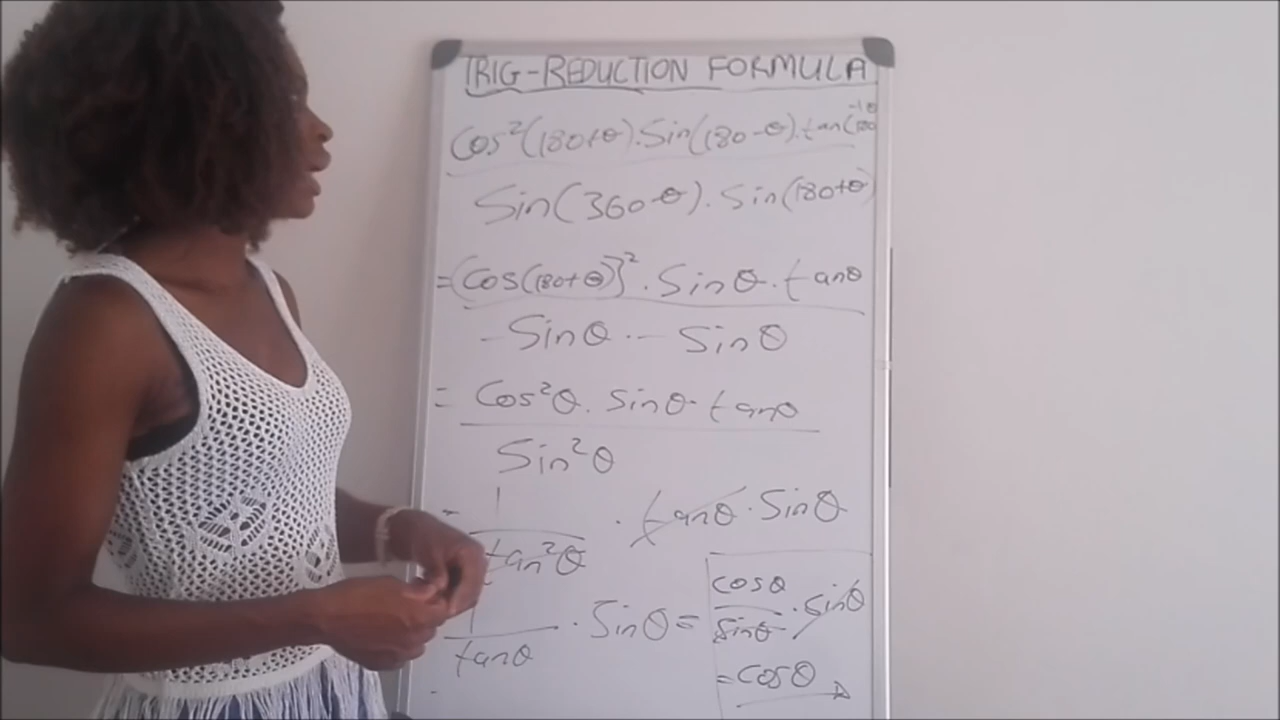 TRIG-REDUCTION FORMULA
Cos²(180+θ).Sin(180-θ).tan(180
Sin(360-θ).Sin(180+θ)
=(Cos(180+θ))².Sinθ.tanθ
-Sinθ.-Sinθ
= Cos²θ.Sinθ.tanθ
Sin²θ
1
tan²θ
.tanθ.Sinθ
1
tanθ
.Sinθ=
cosθ
sinθ
.sinθ
=cosθ